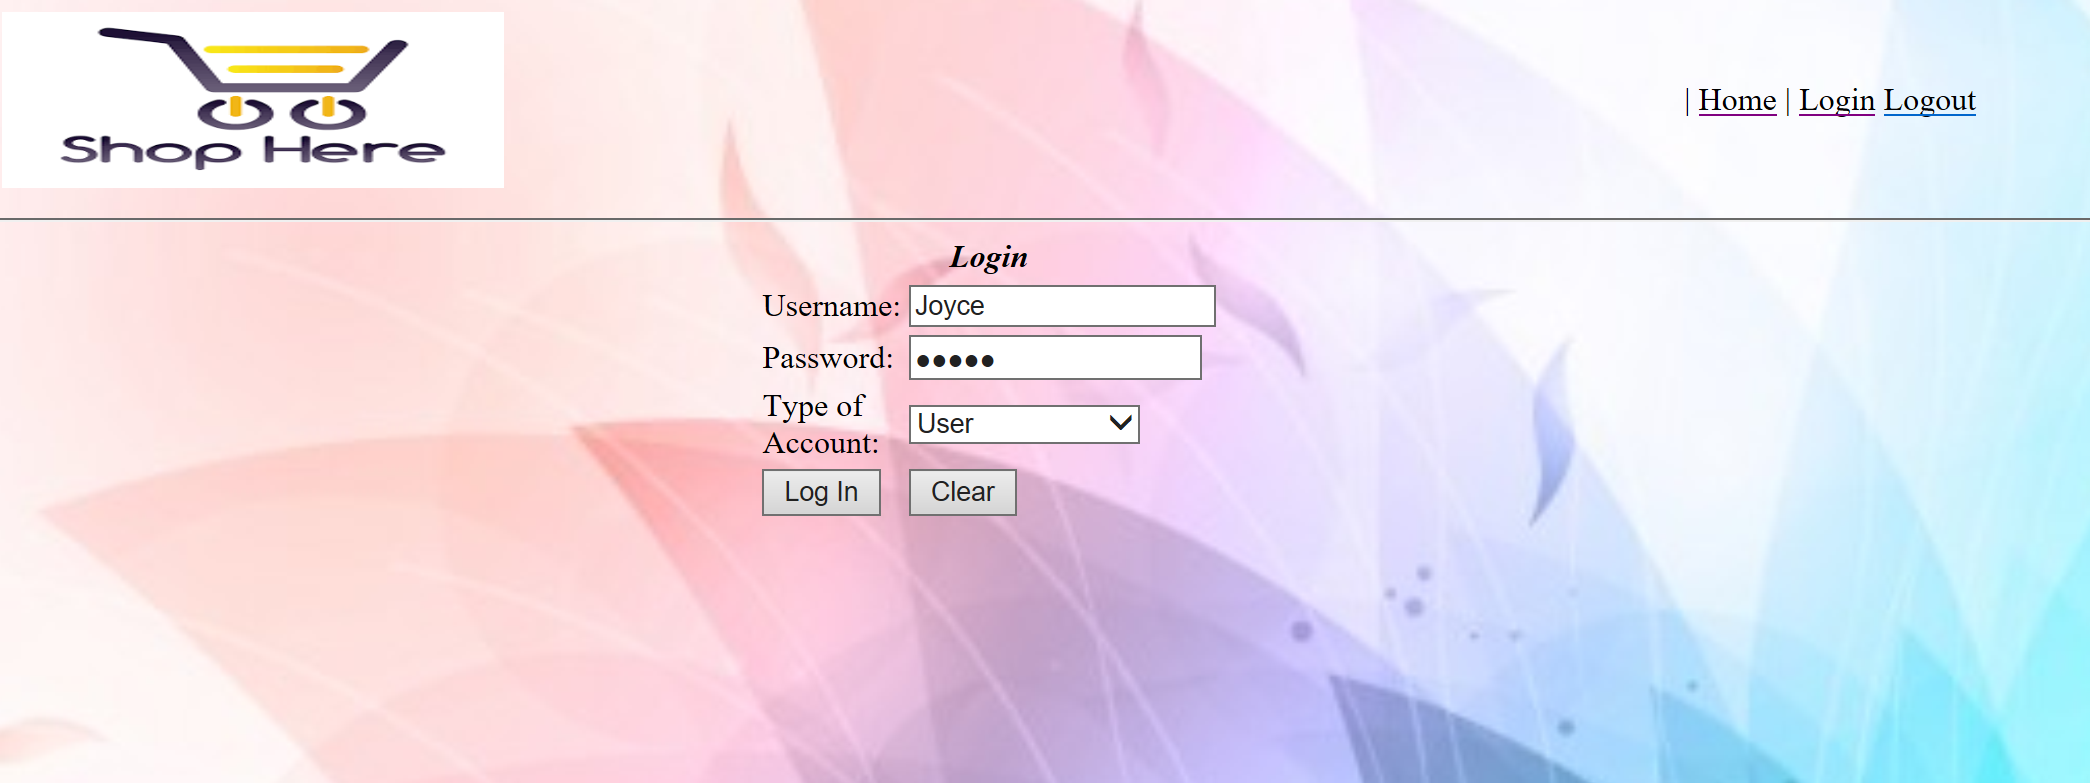 Shop Here
| Home | Login Logout
Login
Username: Joyce
Password: •••••
Type of
Account: User
Log In Clear